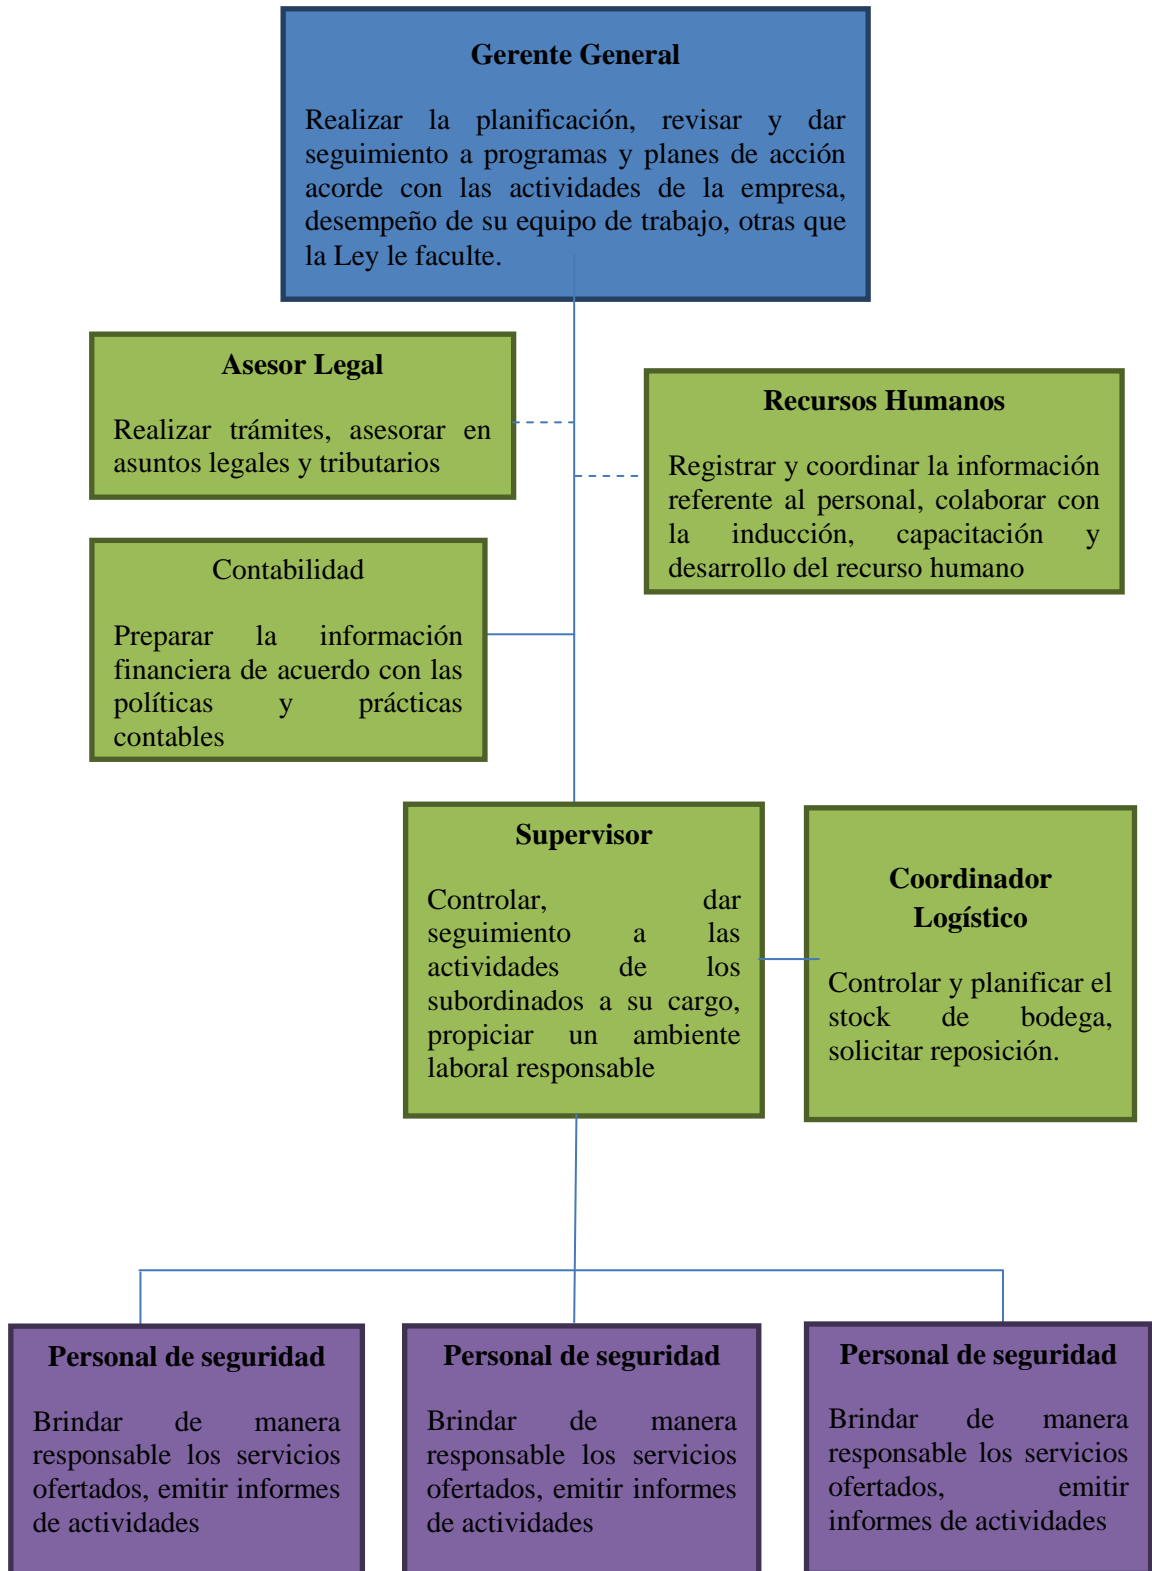 Gerente General
Realizar la planificación, revisar y dar
seguimiento a programas y planes de acción
acorde con las actividades de la empresa,
desempeño de su equipo de trabajo, otras que
la Ley le faculte.
Asesor Legal
Realizar trámites, asesorar en
asuntos legales y tributarios
Recursos Humanos
Registrar y coordinar la información
referente al personal, colaborar con
la inducción, capacitación y
desarrollo del recurso humano
Contabilidad
Preparar la información
financiera de acuerdo con las
políticas y prácticas
contables
Supervisor
Controlar, dar
seguimiento a las
actividades de los
subordinados a su cargo,
propiciar un ambiente
laboral responsable
Coordinador
Logístico
Controlar y planificar el
stock de bodega,
solicitar reposición.
Personal de seguridad
Brindar de manera
responsable los servicios
ofertados, emitir informes
de actividades
Personal de seguridad
Brindar de manera
responsable los servicios
ofertados, emitir informes
de actividades
Personal de seguridad
Brindar de manera
responsable los servicios
ofertados, emitir
informes de actividades